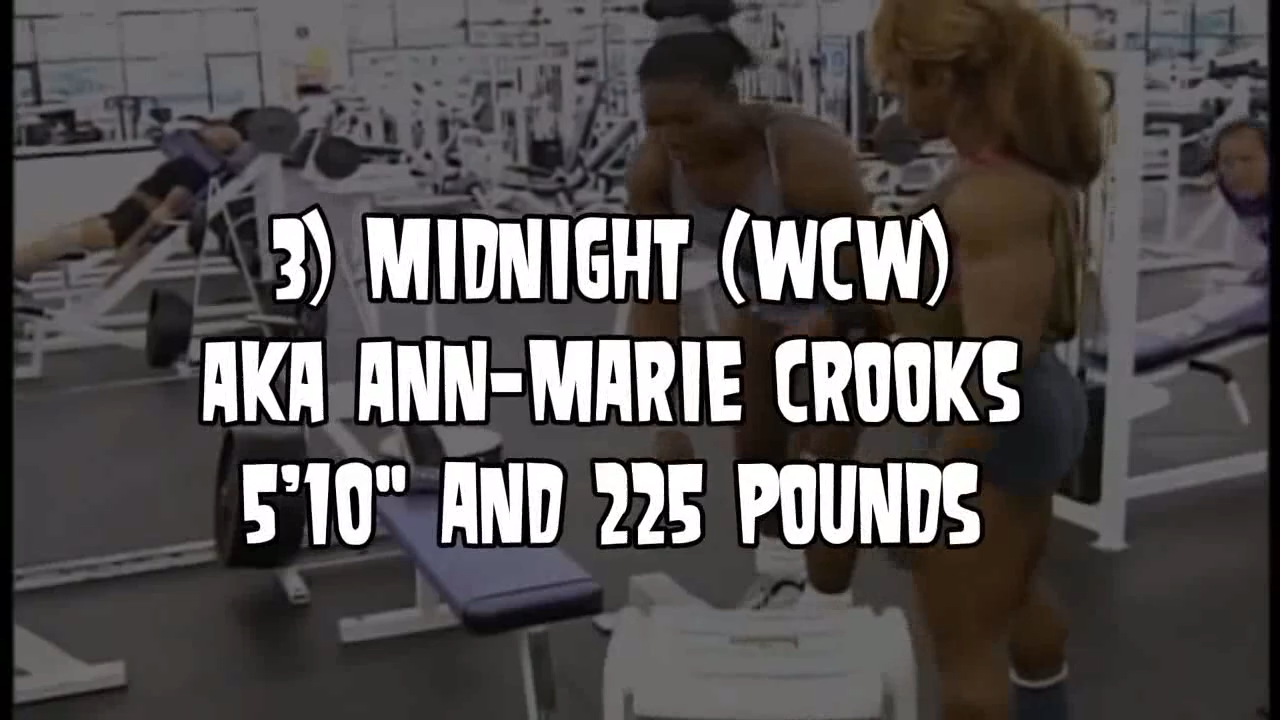 3) MIDNIGHT (WCW)
AKA ANN-MARIE CROOKS
5'10" AND 225 POUNDS